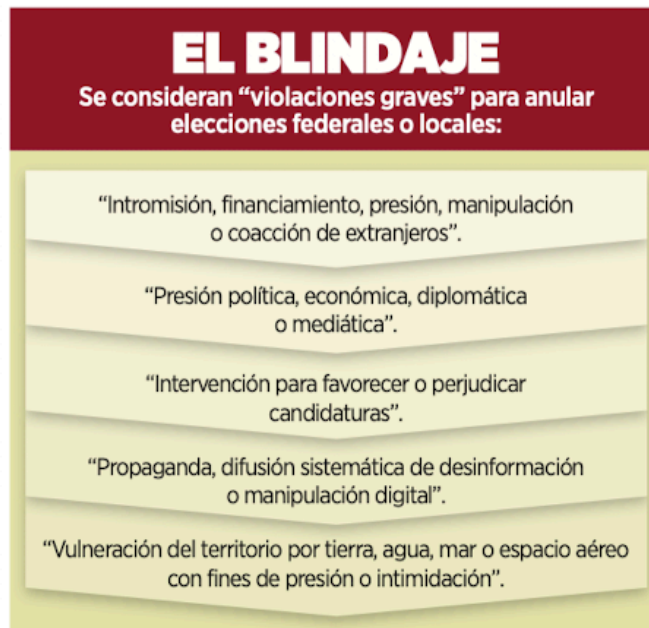 EL BLINDAJE
Se consideran “violaciones graves” para anular
elecciones federales o locales:
“Intromisión, financiamiento, presión, manipulación
o coacción de extranjeros”.
“Presión política, económica, diplomática
o mediática”.
“Intervención para favorecer o perjudicar
candidaturas”.
“Propaganda, difusión sistemática de desinformación
o manipulación digital”.
“Vulneración del territorio por tierra, agua, mar o espacio aéreo
con fines de presión o intimidación”.